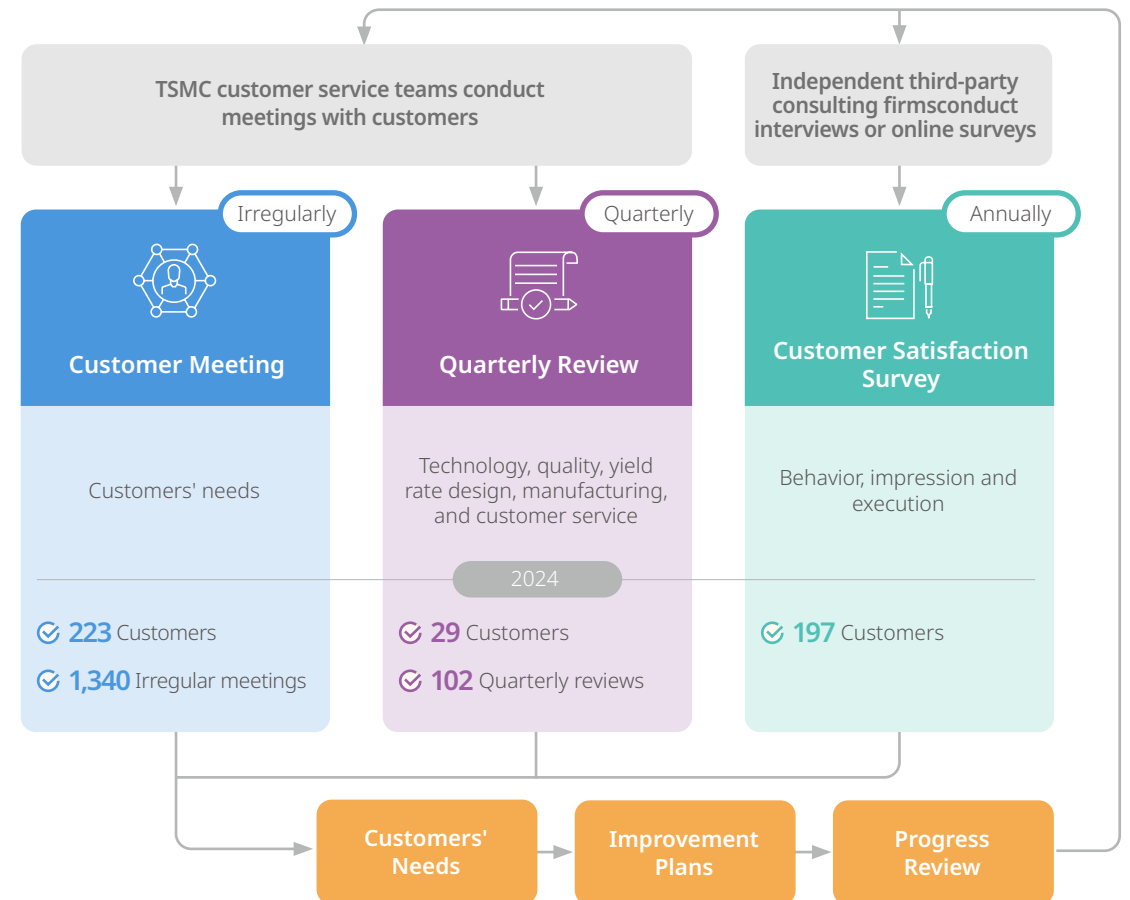 TSMC customer service teams conduct
meetings with customers
Independent third-party
consulting firmsconduct
interviews or online surveys
Irregularly
Customer Meeting
Customers' needs
Quarterly
Quarterly Review
Technology, quality, yield
rate design, manufacturing,
and customer service
Annually
Customer Satisfaction
Survey
Behavior, impression and
execution
2024
223 Customers
1,340 Irregular meetings
29 Customers
102 Quarterly reviews
197 Customers
Customers'
Needs
Improvement
Plans
Progress
Review